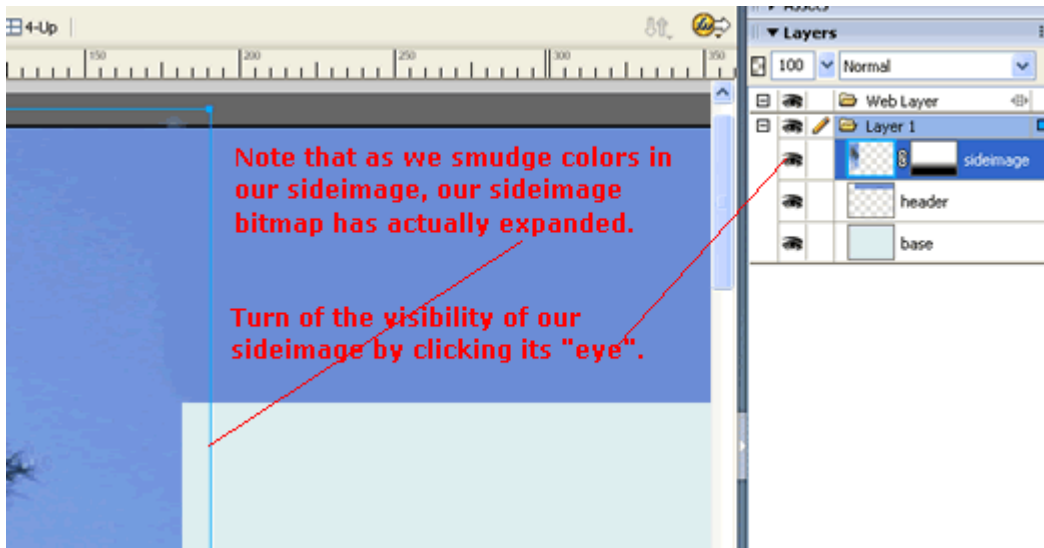 4-Up
Assets
Layers
150
200
250
300
350
100
Normal
Web Layer
Layer 1
Note that as we smudge colors in
our sideimage, our sideimage
bitmap has actually expanded.
sideimage
header
base
Turn of the visibility of our
sideimage by clicking its "eye".